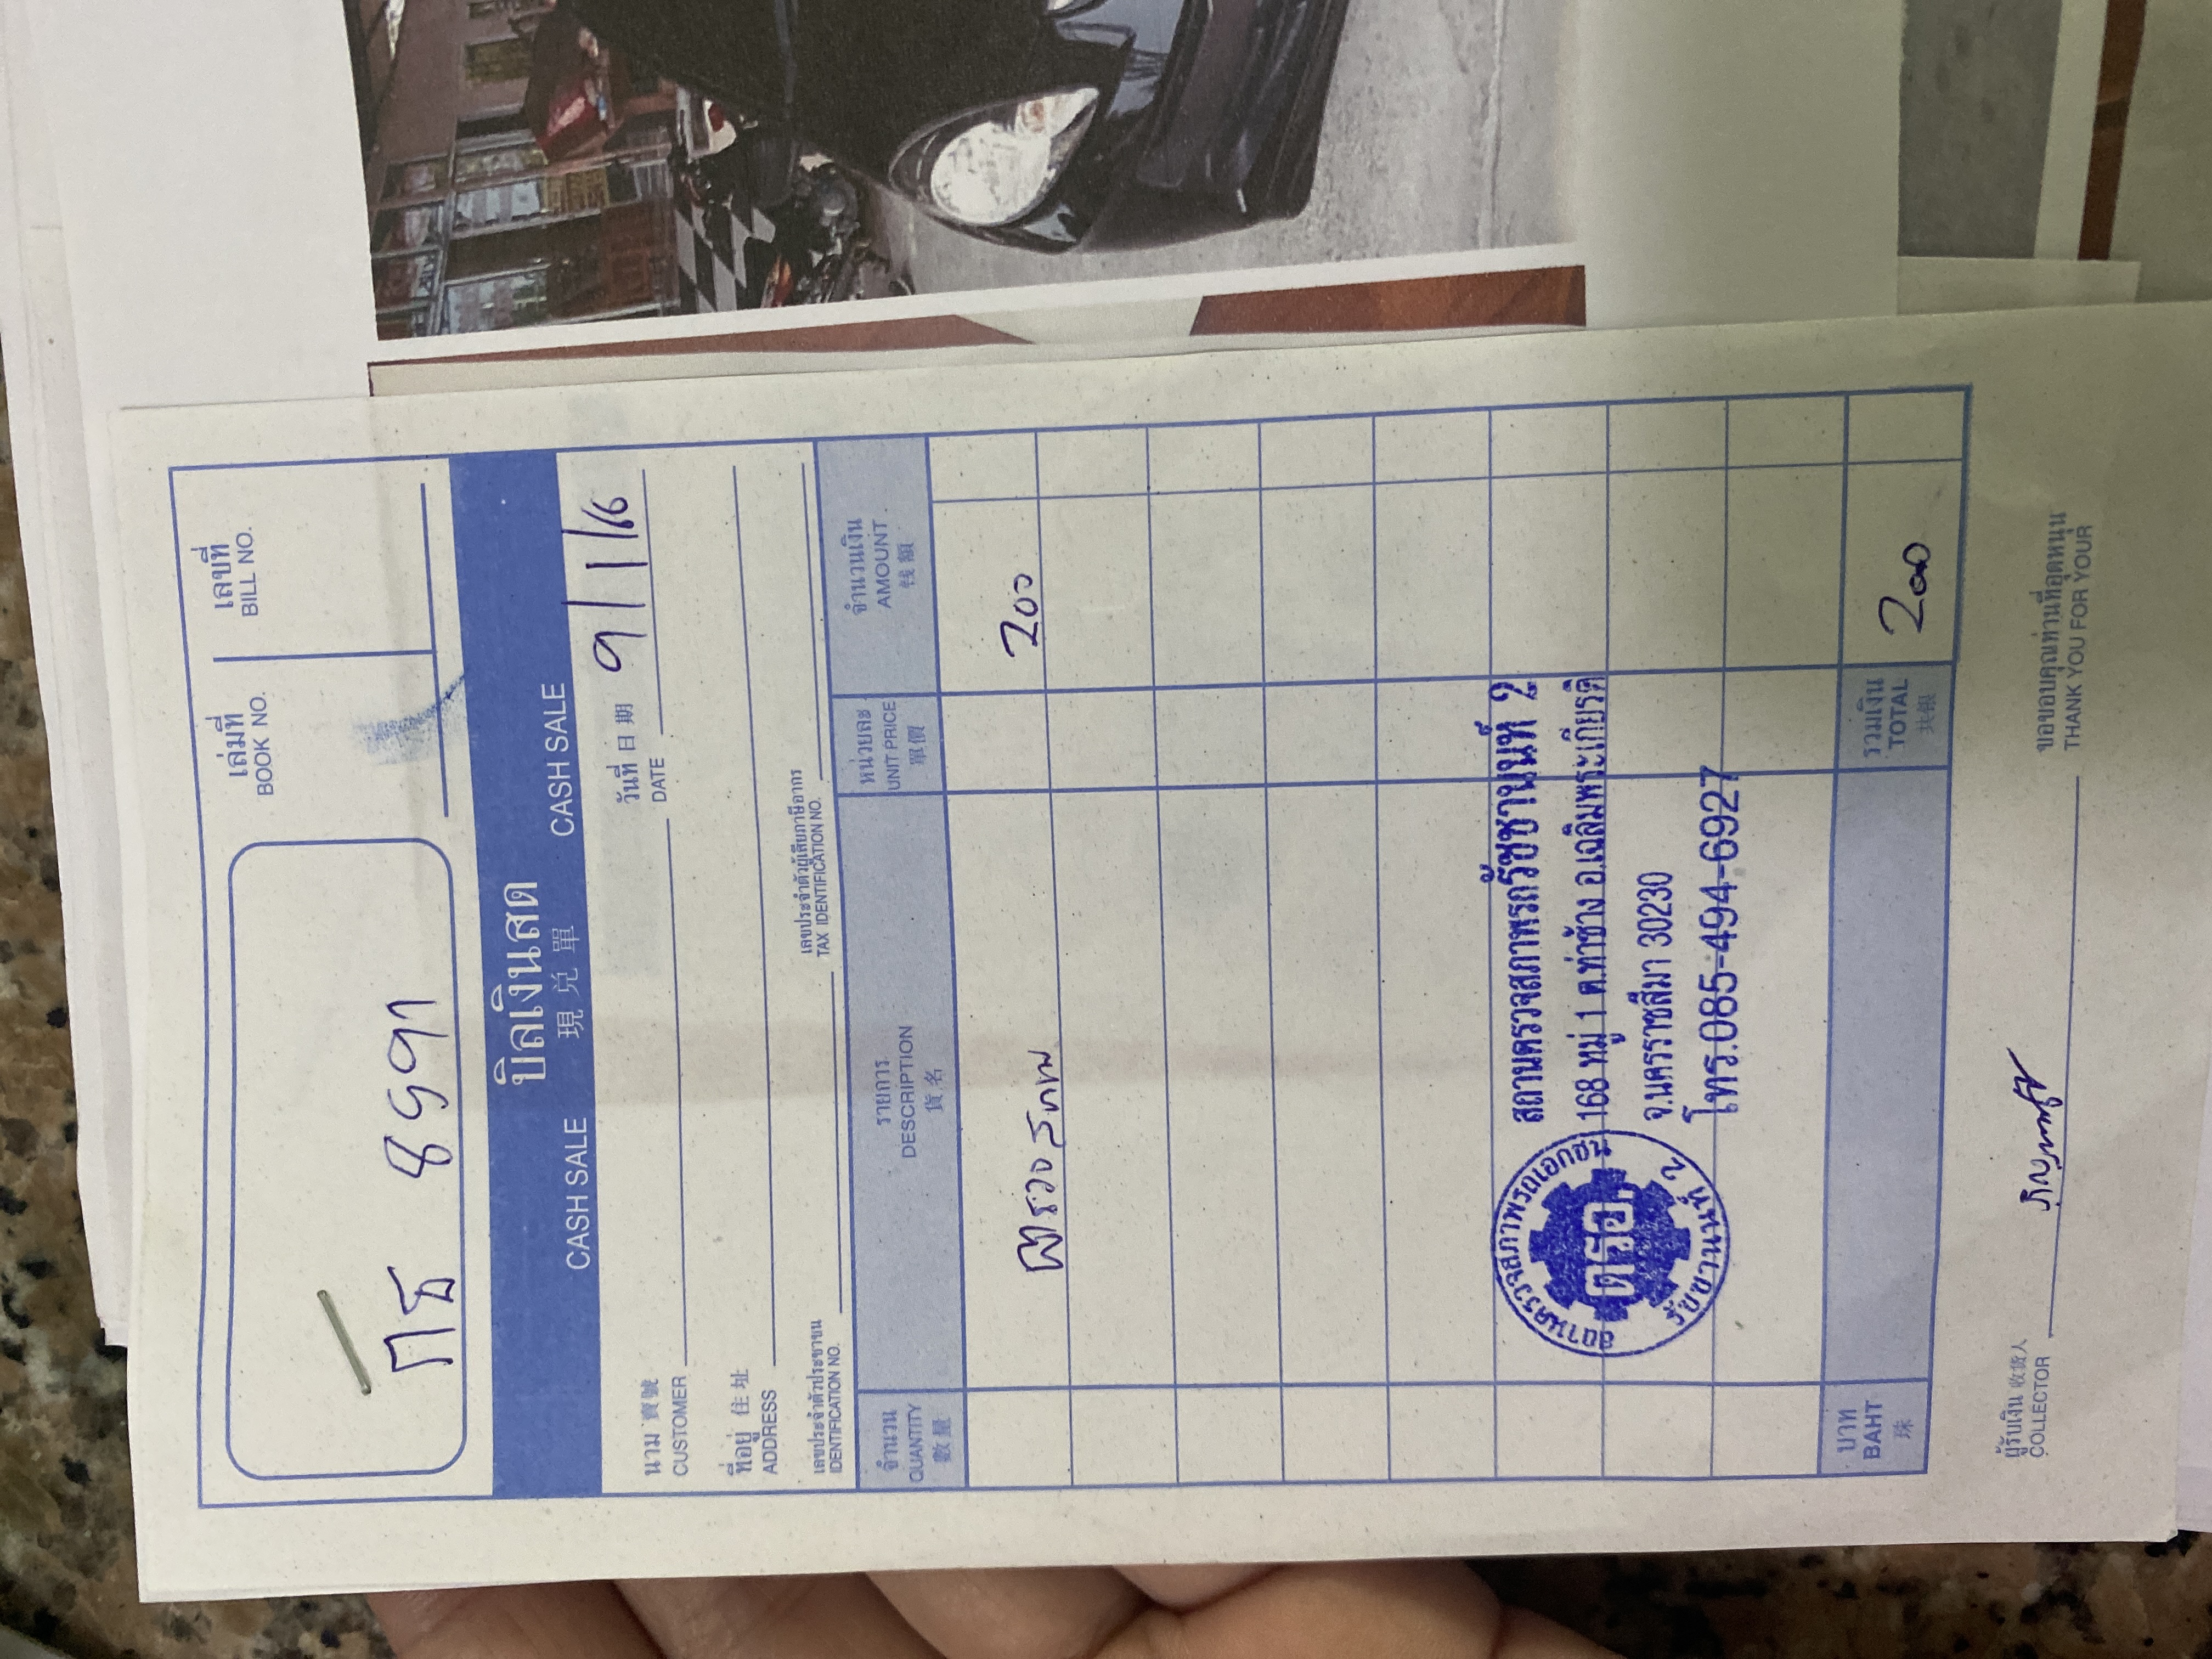 เล่มที่ เลขที่
BOOK NO. BILL NO.
กธ 8991
บิลเงินสด
CASH SALE 現兑單 CASH SALE
วันที่ 日期 9/1/16
DATE
นาม 賣號
CUSTOMER
ที่อยู่ 住址
ADDRESS
เลขประจำตัวประชาชน เลขประจำตัวผู้เสียภาษีอากร
IDENTIFICATION NO. TAX IDENTIFICATION NO.
จำนวน รายการ หน่วยละ จำนวนเงิน
QUANTITY DESCRIPTION UNIT PRICE AMOUNT
數量 貨名 單價 钱額
ตรวจสภาพ 200
สถานตรวจสภาพรถรัชชานนท์ 2
168 หมู่ 1 ต.ท่าช้าง อ.เฉลิมพระเกียรติ
จ.นครราชสีมา 30230
โทร.085-494-6927
สถานตรวจสภาพรถเอกชน
ตรอ.
รัชชานนท์ 2
บาท รวมเงิน 200
BAHT TOTAL
珠 共銀
ผู้รับเงิน 收货人 ขอขอบคุณท่านที่อุดหนุน
COLLECTOR THANK YOU FOR YOUR